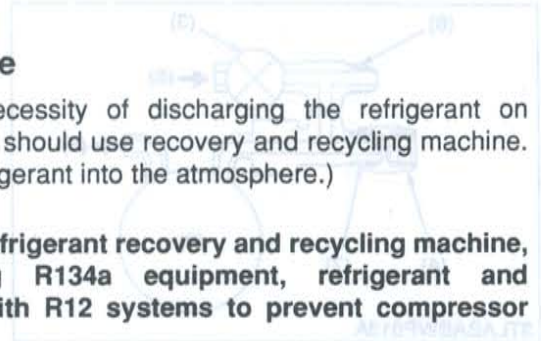 e
ecessity of discharging the refrigerant on
should use recovery and recycling machine.
gerant into the atmosphere.)
efrigerant recovery and recycling machine,
R134a equipment, refrigerant and
ith R12 systems to prevent compressor